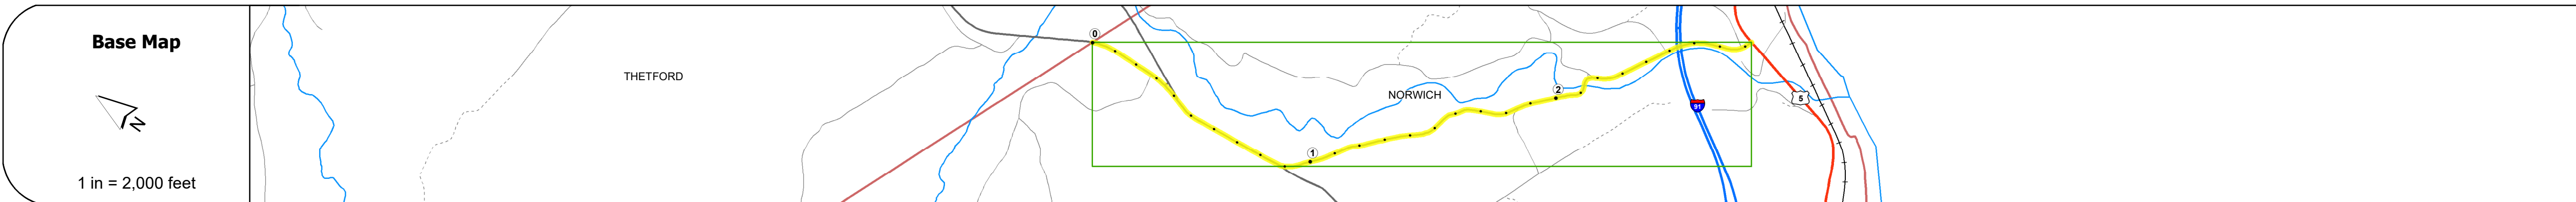 Base Map
N
1 in = 2,000 feet
THETFORD
0
1
NORWICH
2
91
5